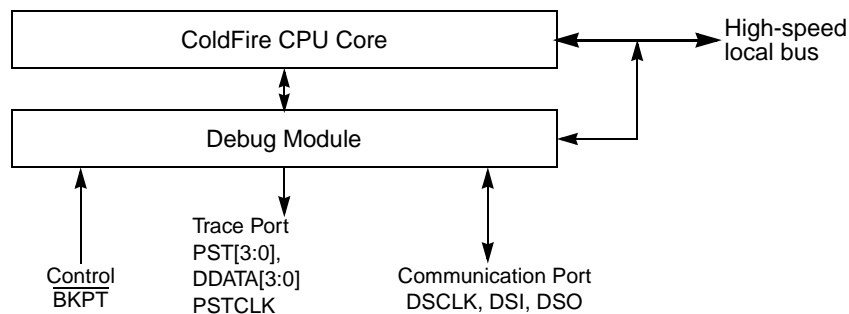 ColdFire CPU Core
High-speed
local bus
Debug Module
Control
BKPT
Trace Port
PST[3:0],
DDATA[3:0]
PSTCLK
Communication Port
DSCLK, DSI, DSO